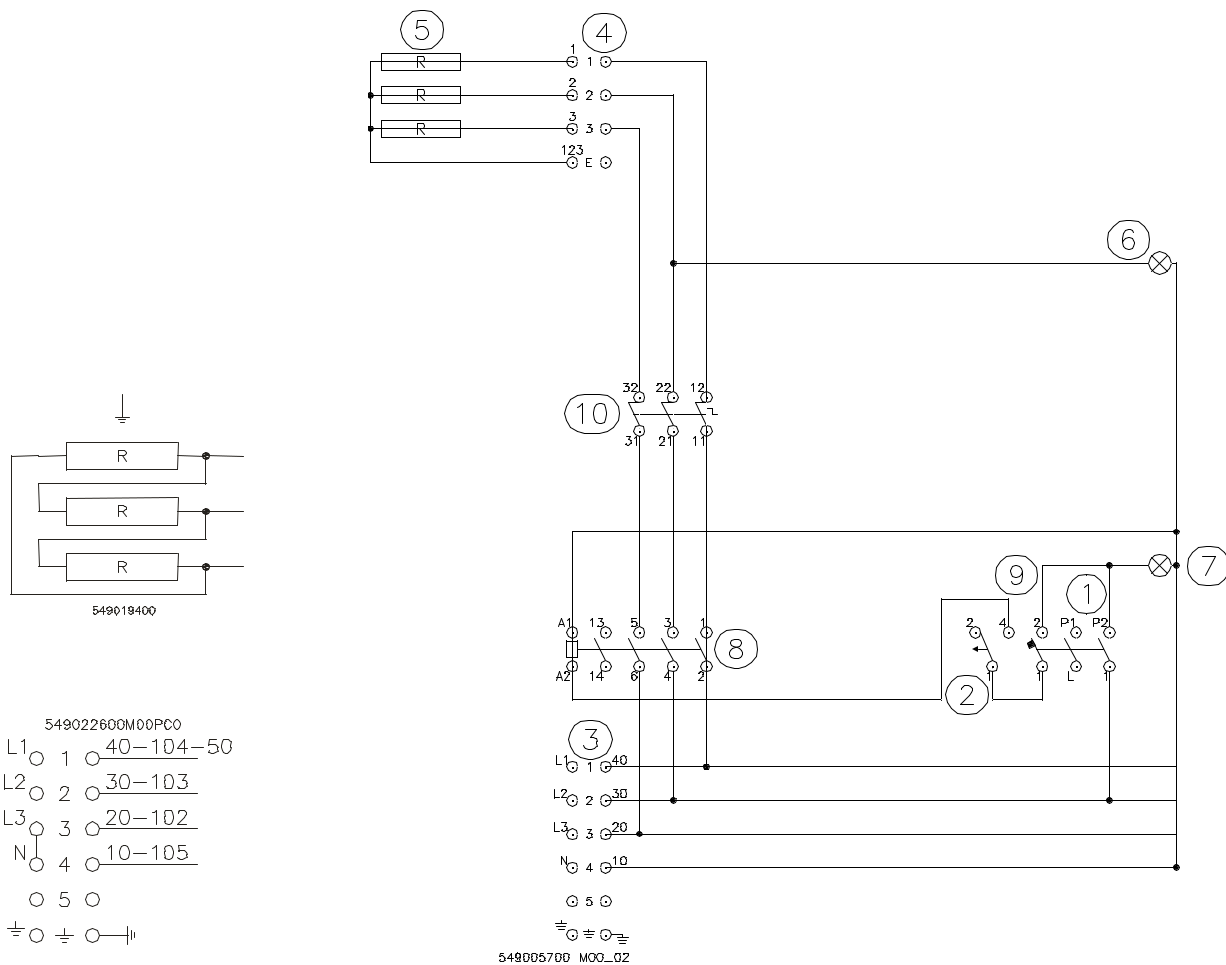 5 4
1
R 1
2
R 2
3
R 3
123
E
6
32 22 12
10
31 21 11
R
R
R
549019400
7
9
1
A1 13 5 3 1
2 4 2 P1 P2
8
A2 14 6 4 2
1 1 L 1
2
549022600M00PC0
L1 1 40-104-50
L2 2 30-103
L3 3 20-102
N 4 10-105
5
3
L1 1 40
L2 2 30
L3 3 20
N 4 10
5
549005700 M00_02